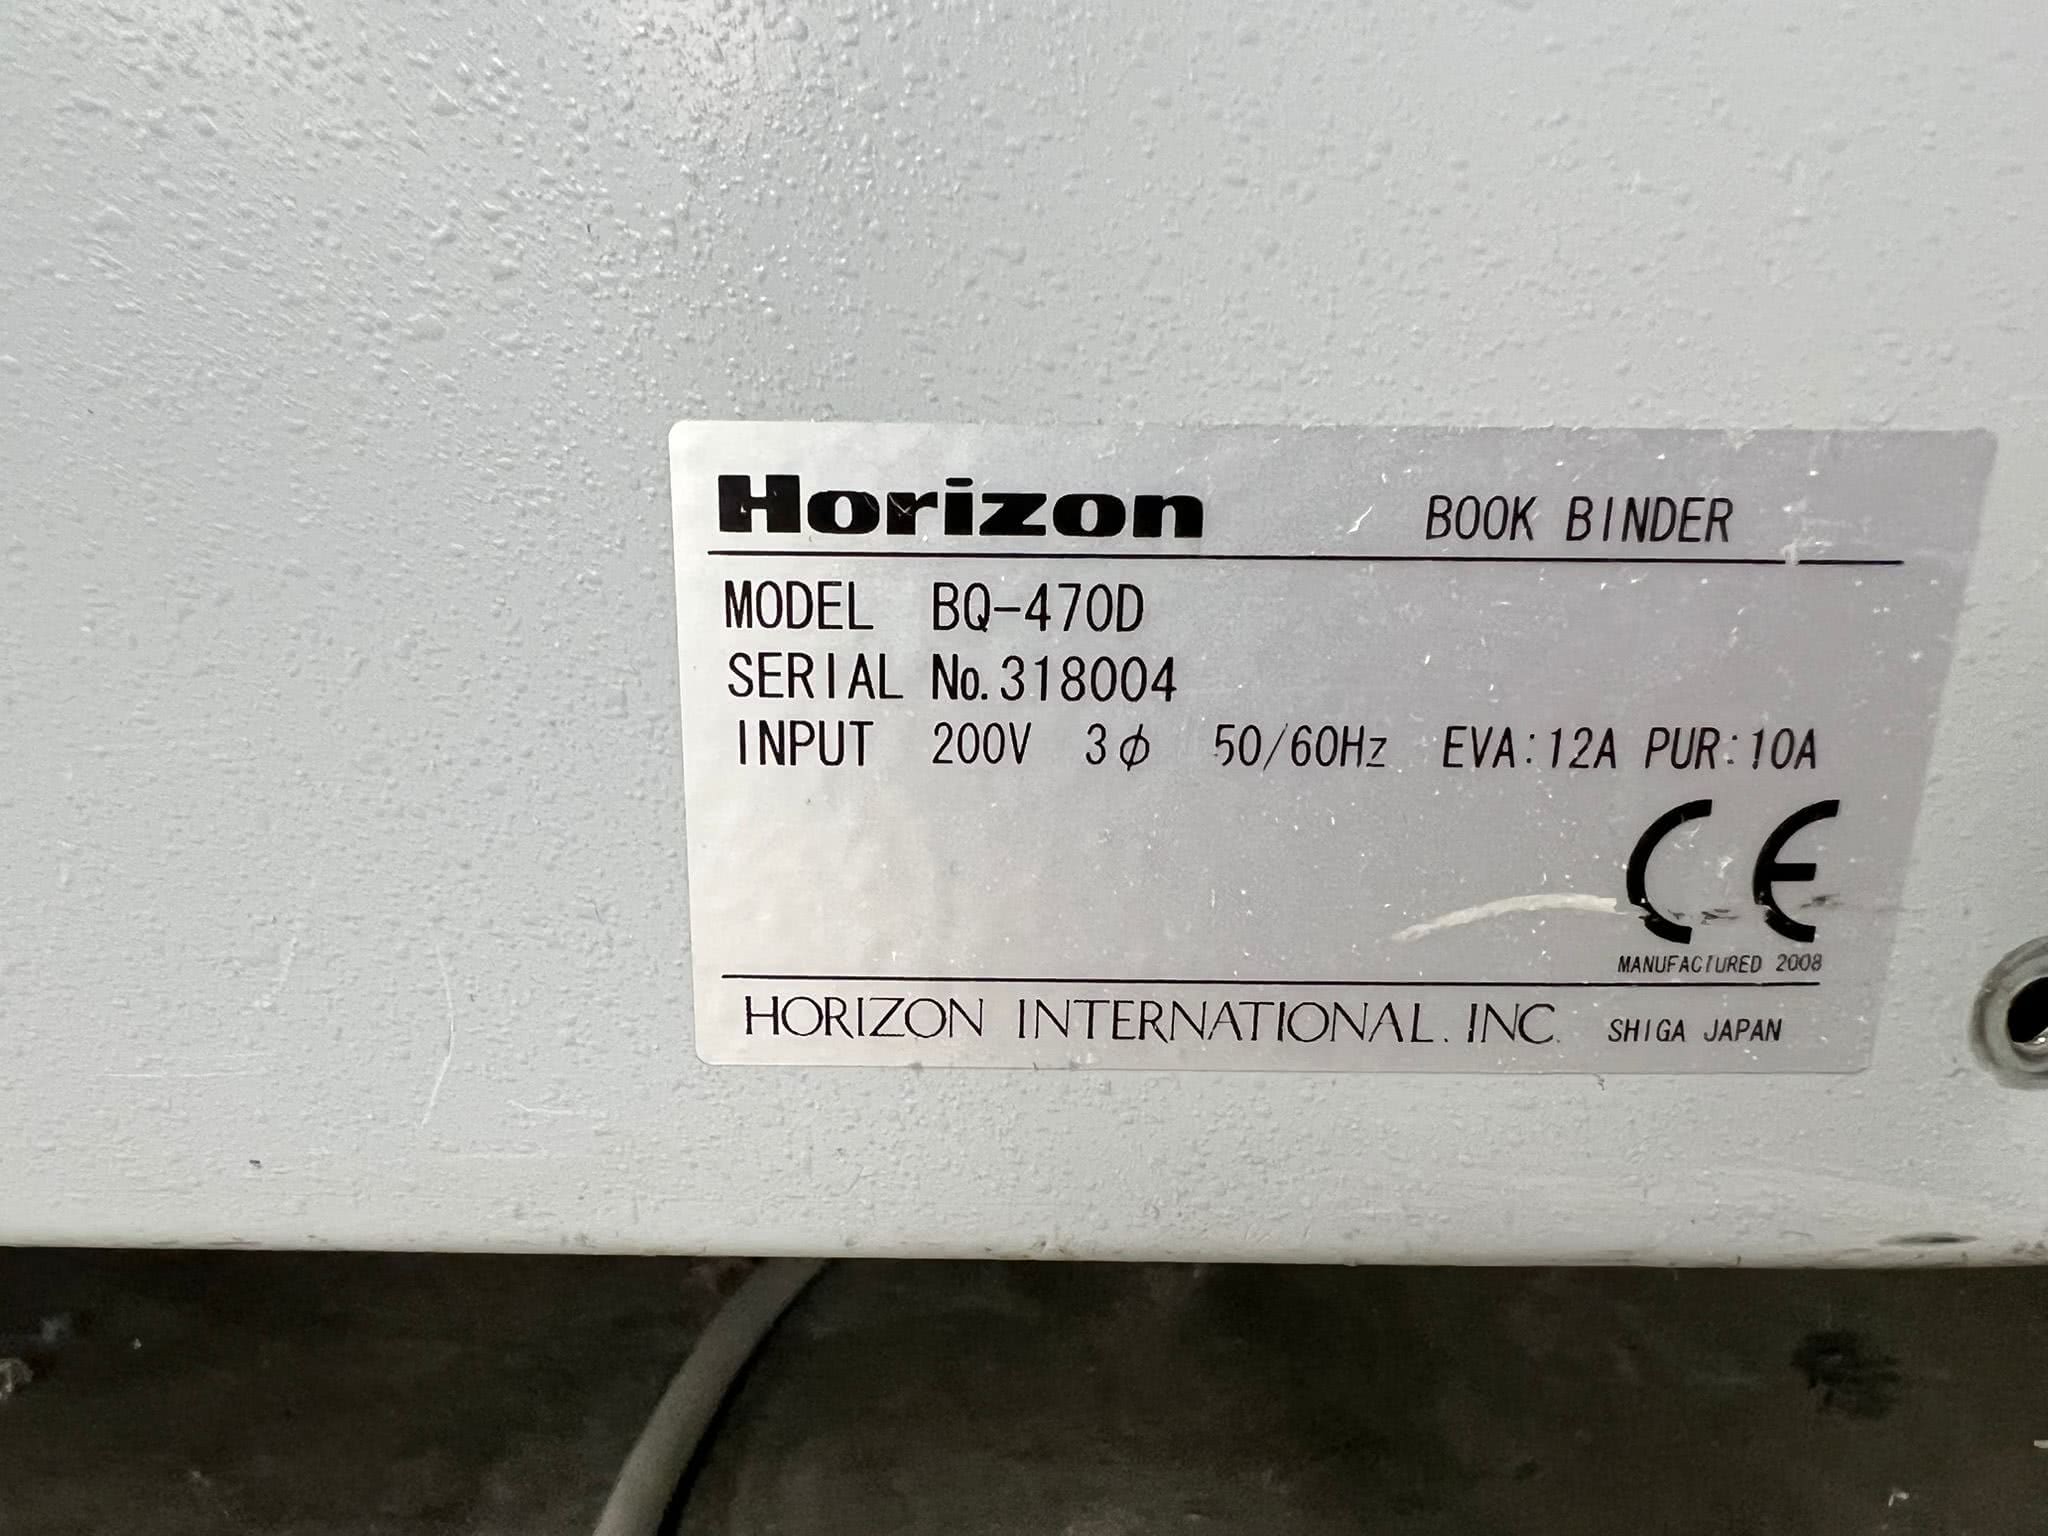 Horizon BOOK BINDER
MODEL BQ-470D
SERIAL No.318004
INPUT 200V 3φ 50/60Hz EVA:12A PUR:10A
CE
MANUFACTURED 2008
HORIZON INTERNATIONAL. INC. SHIGA JAPAN